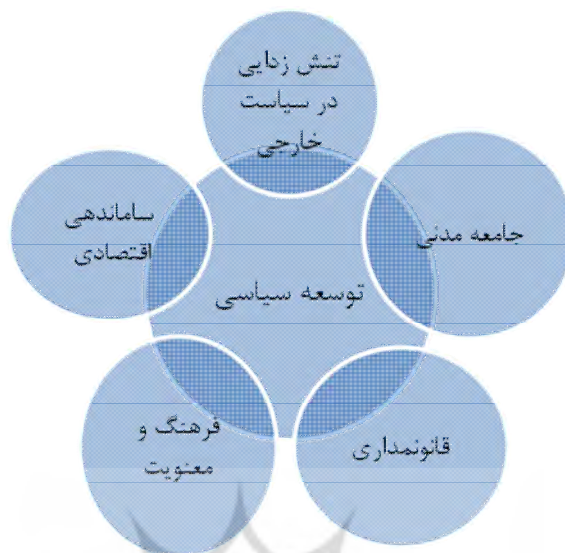 تنش زدایی
در سیاست
خارجی
جامعه مدنی
ساماندهی
اقتصادی
توسعه سیاسی
قانونمداری
فرهنگ و
معنویت